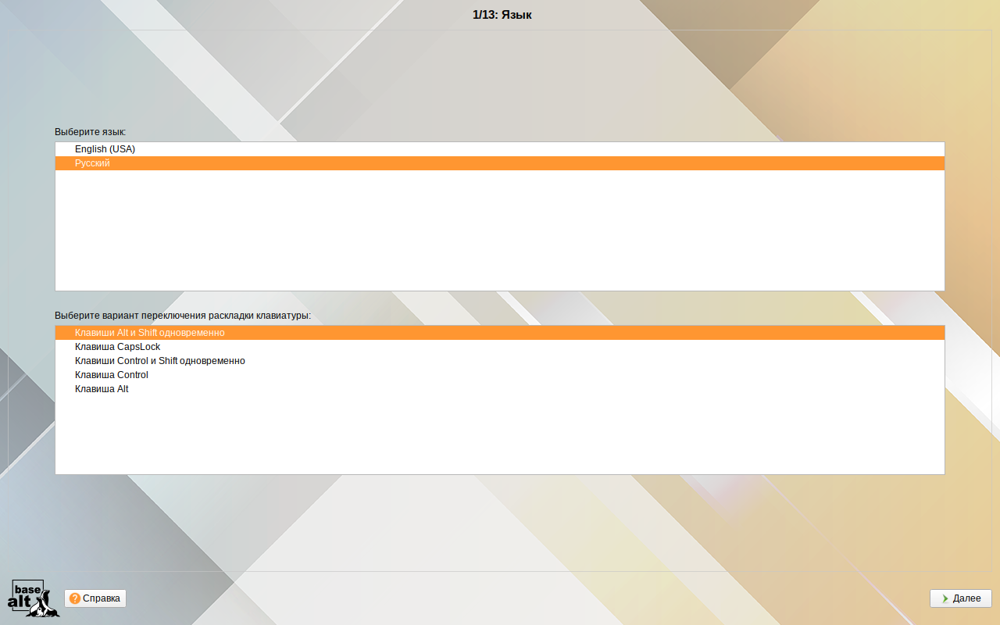 1/13: Язык
Выберите язык:
English (USA)
Русский
Выберите вариант переключения раскладки клавиатуры:
Клавиши Alt и Shift одновременно
Клавиша CapsLock
Клавиши Control и Shift одновременно
Клавиша Control
Клавиша Alt
base
alt
Справка
Далее